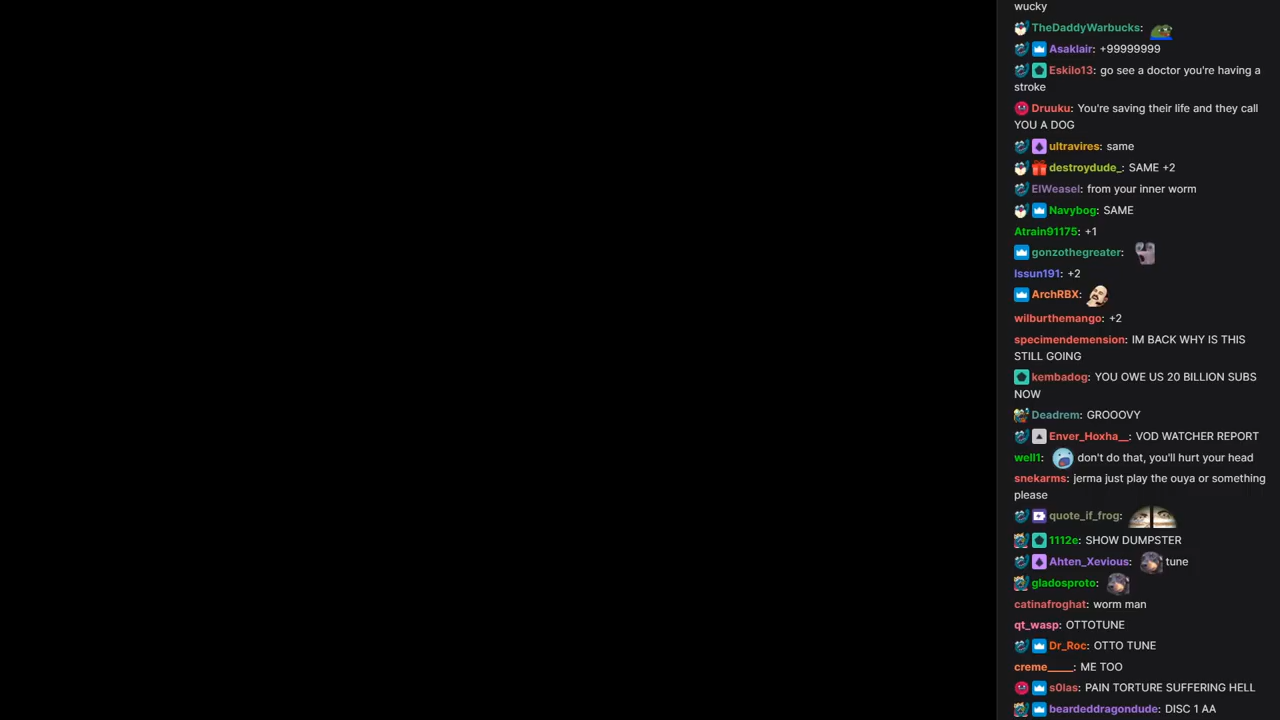 wucky
TheDaddyWarbucks:
Asaklair: +99999999
Eskilo13: go see a doctor you're having a
stroke
Druuku: You're saving their life and they call
YOU A DOG
ultravires: same
destroydude_: SAME +2
ElWeasel: from your inner worm
Navybog: SAME
Atrain91175: +1
gonzothegreater:
Issun191: +2
ArchRBX:
wilburthemango: +2
specimendemension: IM BACK WHY IS THIS
STILL GOING
kembadog: YOU OWE US 20 BILLION SUBS
NOW
Deadrem: GROOOVY
Enver_Hoxha__: VOD WATCHER REPORT
well1: don't do that, you'll hurt your head
snekarms: jerma just play the ouya or something
please
quote_if_frog:
1112e: SHOW DUMPSTER
Ahten_Xevious: tune
gladosproto:
catinafroghat: worm man
qt_wasp: OTTOTUNE
Dr_Roc: OTTO TUNE
creme_____: ME TOO
s0las: PAIN TORTURE SUFFERING HELL
beardeddragondude: DISC 1 AA